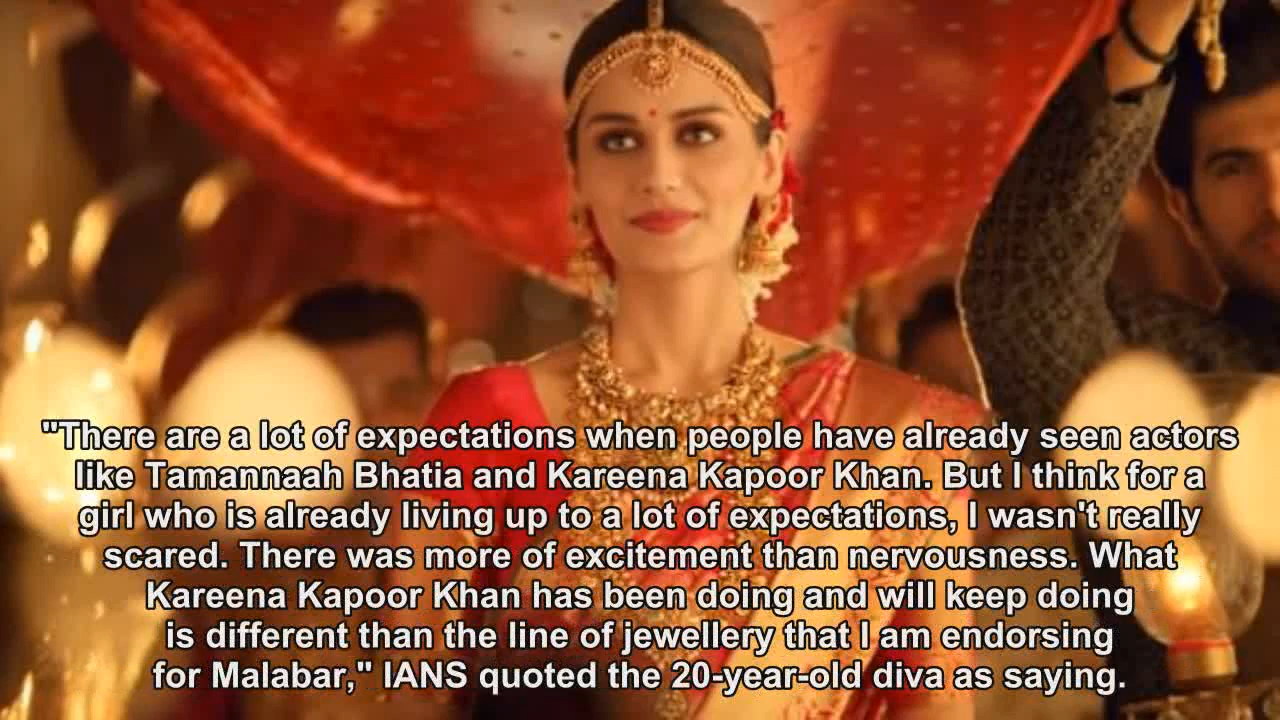 "There are a lot of expectations when people have already seen actors
like Tamannaah Bhatia and Kareena Kapoor Khan. But I think for a
girl who is already living up to a lot of expectations, I wasn't really
scared. There was more of excitement than nervousness. What
Kareena Kapoor Khan has been doing and will keep doing
is different than the line of jewellery that I am endorsing
for Malabar," IANS quoted the 20-year-old diva as saying.